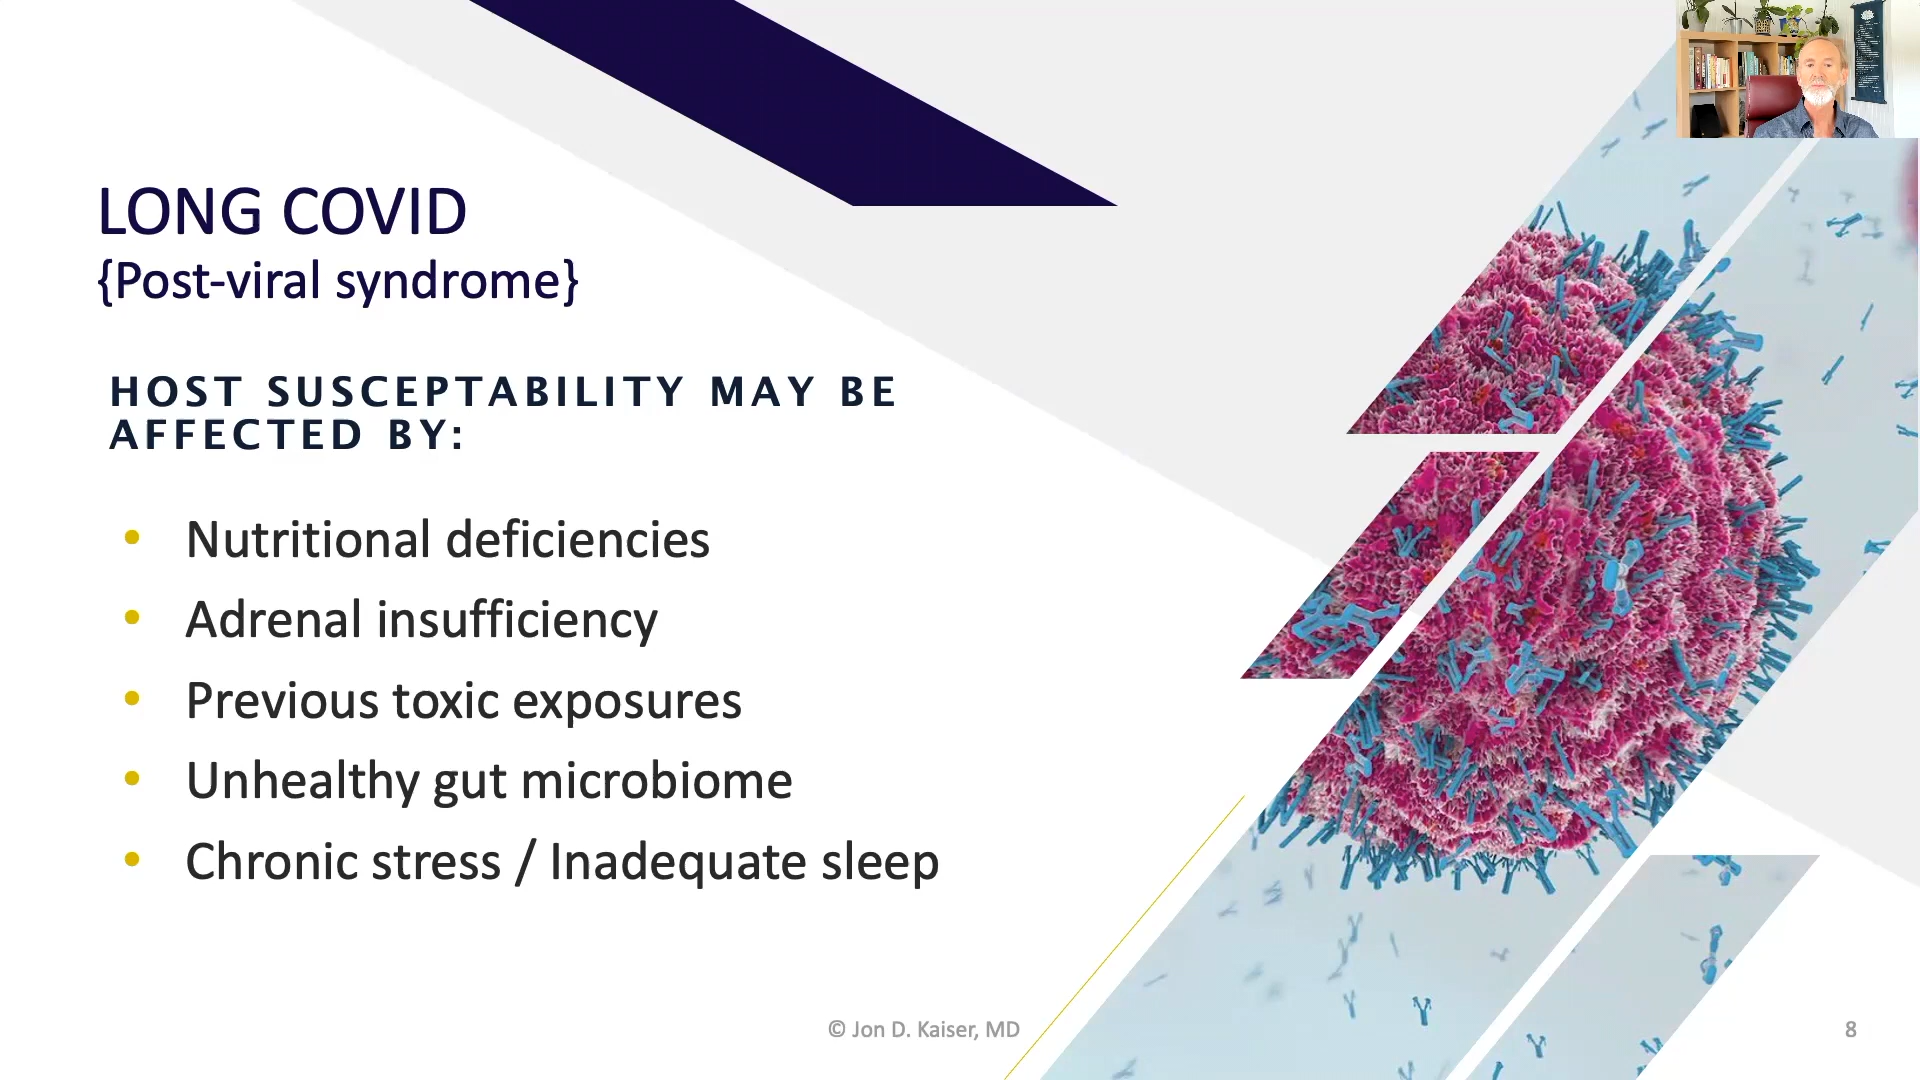 LONG COVID
{Post-viral syndrome}
HOST SUSCEPTABILITY MAY BE
AFFECTED BY:
• Nutritional deficiencies
• Adrenal insufficiency
• Previous toxic exposures
• Unhealthy gut microbiome
• Chronic stress / Inadequate sleep
© Jon D. Kaiser, MD
8